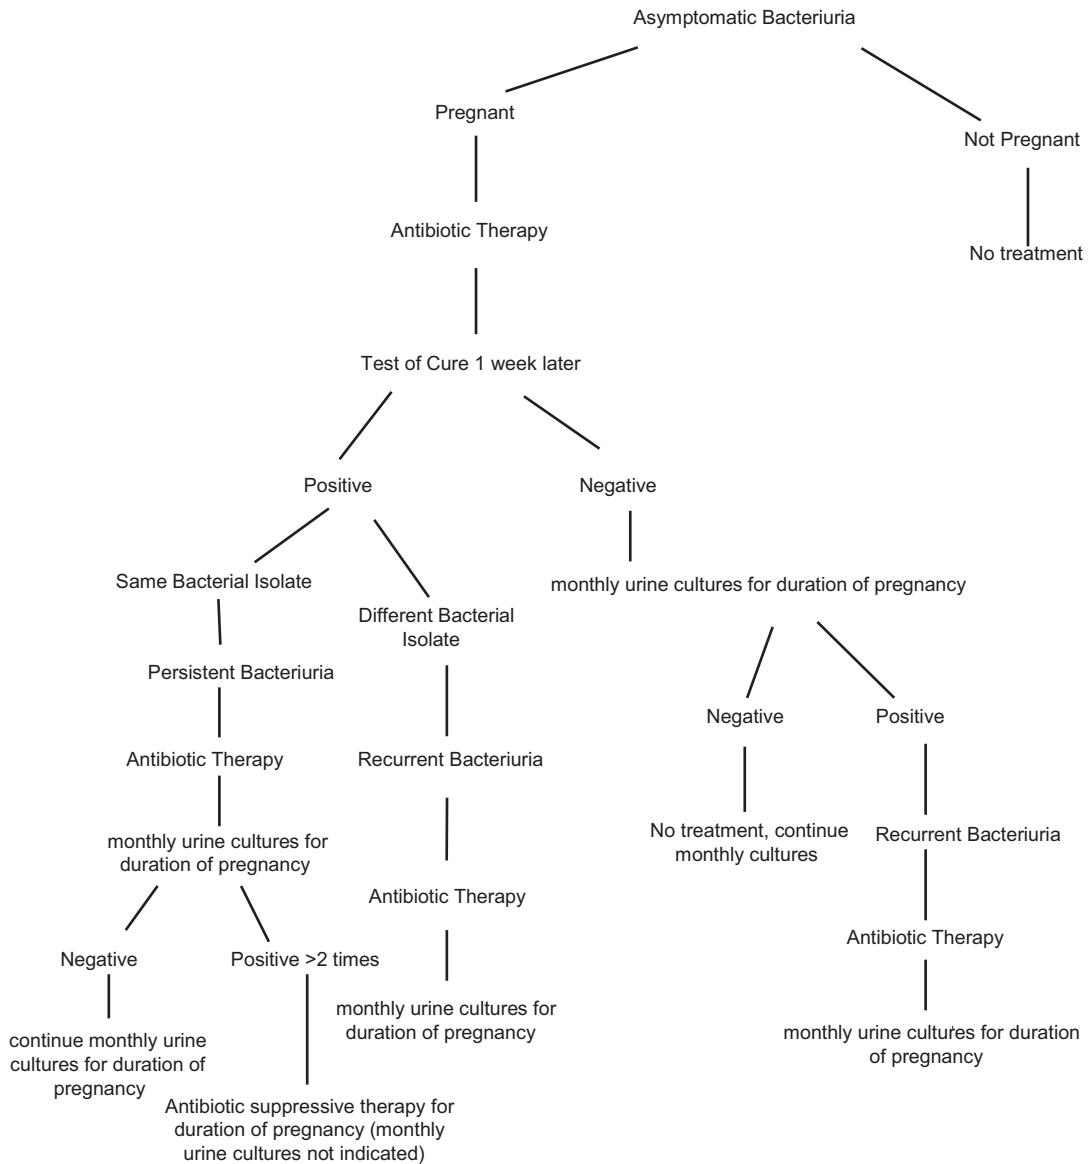 Asymptomatic Bacteriuria
Pregnant
Not Pregnant
Antibiotic Therapy
No treatment
Test of Cure 1 week later
Positive
Negative
Same Bacterial Isolate
monthly urine cultures for duration of pregnancy
Different Bacterial
Isolate
Persistent Bacteriuria
Negative
Positive
Antibiotic Therapy
Recurrent Bacteriuria
No treatment, continue
monthly cultures
Recurrent Bacteriuria
monthly urine cultures for
duration of pregnancy
Antibiotic Therapy
Antibiotic Therapy
Negative
Positive >2 times
monthly urine cultures for
duration of pregnancy
monthly urine cultures for duration
of pregnancy
continue monthly urine
cultures for duration of
pregnancy
Antibiotic suppressive therapy for
duration of pregnancy (monthly
urine cultures not indicated)